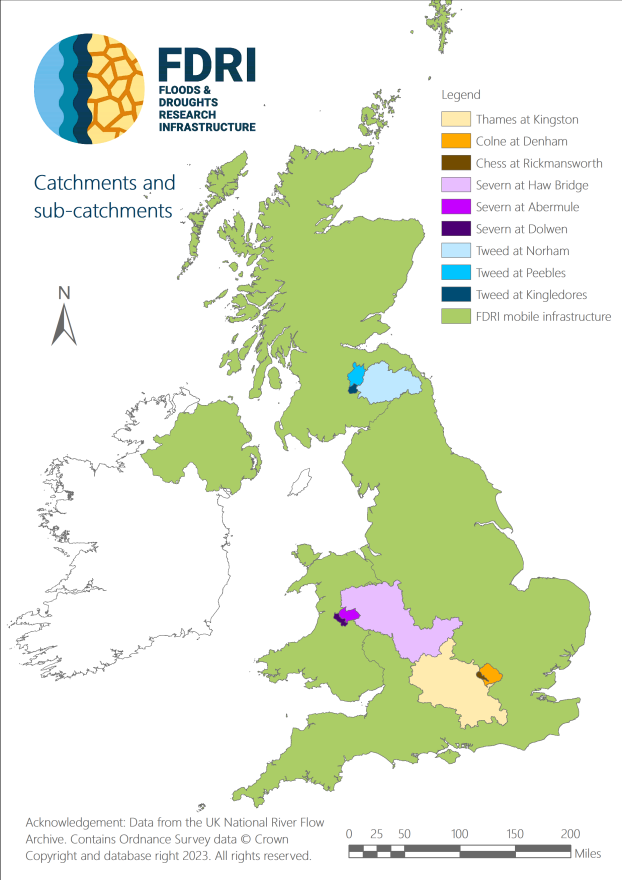 FDRI
FLOODS &
DROUGHTS
RESEARCH
INFRASTRUCTURE
Catchments and
sub-catchments
N
Legend
Thames at Kingston
Colne at Denham
Chess at Rickmansworth
Severn at Haw Bridge
Severn at Abermule
Severn at Dolwen
Tweed at Norham
Tweed at Peebles
Tweed at Kingledores
FDRI mobile infrastructure
Acknowledgement: Data from the UK National River Flow
Archive. Contains Ordnance Survey data © Crown
Copyright and database right 2023. All rights reserved.
0 25 50 100 150 200
Miles